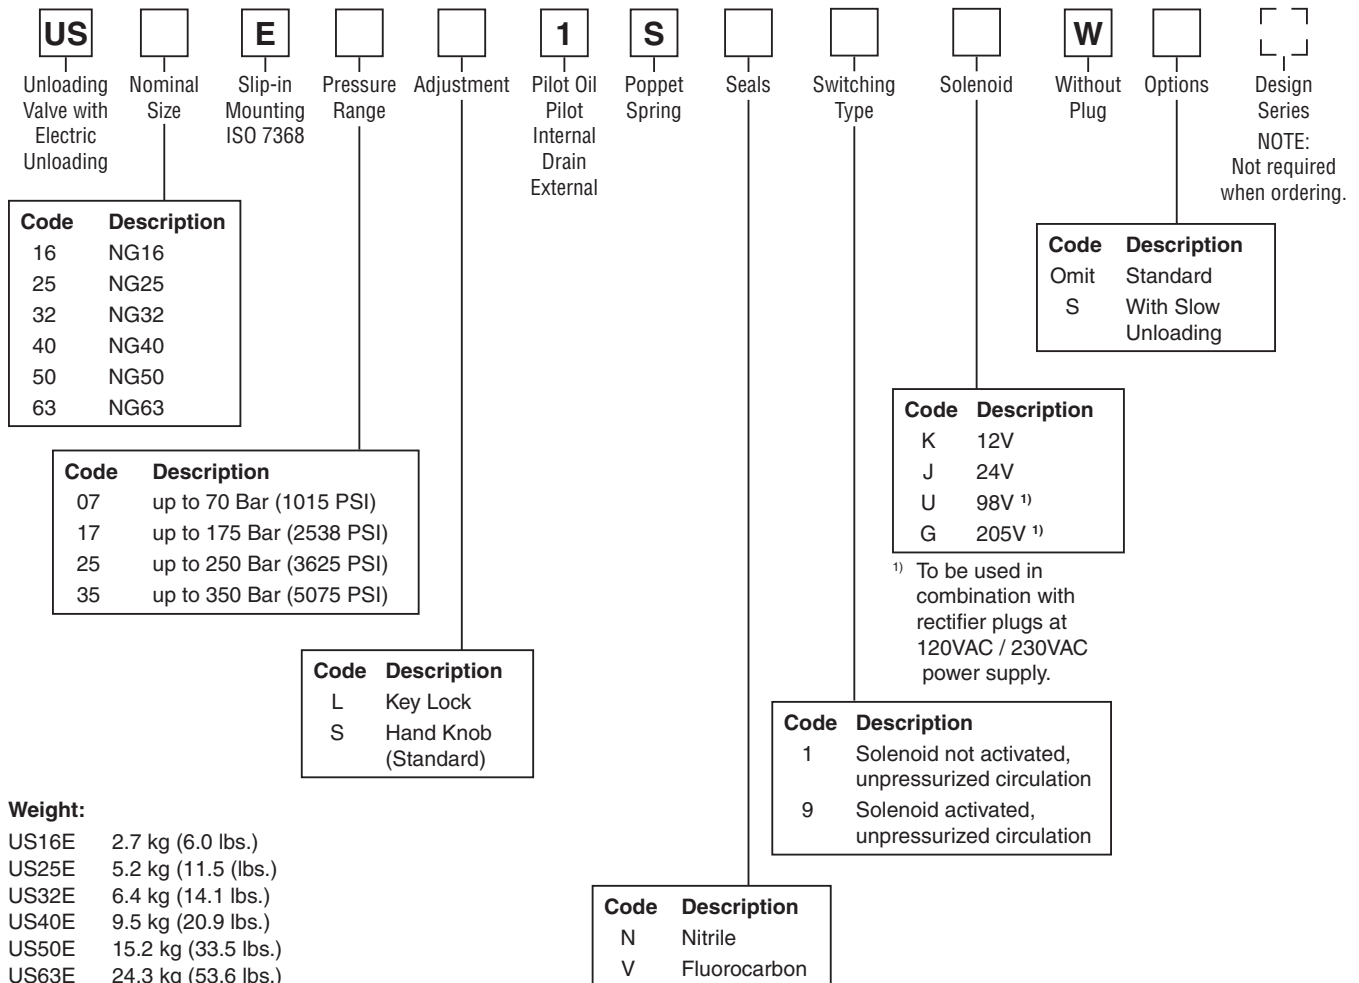 US E 1 S W
Unloading Valve with Electric Unloading
Nominal Size
Slip-in Mounting ISO 7368
Pressure Range
Adjustment
Pilot Oil Pilot Internal Drain External
Poppet Spring
Seals
Switching Type
Solenoid
Without Plug
Options
Design Series
NOTE: Not required when ordering.
Code Description
16 NG16
25 NG25
32 NG32
40 NG40
50 NG50
63 NG63
Code Description
Omit Standard
S With Slow
Unloading
Code Description
K 12V
J 24V
U 98V 1)
G 205V 1)
1) To be used in
combination with
rectifier plugs at
120VAC / 230VAC
power supply.
Code Description
07 up to 70 Bar (1015 PSI)
17 up to 175 Bar (2538 PSI)
25 up to 250 Bar (3625 PSI)
35 up to 350 Bar (5075 PSI)
Code Description
L Key Lock
S Hand Knob
(Standard)
Code Description
1 Solenoid not activated,
unpressurized circulation
9 Solenoid activated,
unpressurized circulation
Weight:
US16E 2.7 kg (6.0 lbs.)
US25E 5.2 kg (11.5 (lbs.)
US32E 6.4 kg (14.1 lbs.)
US40E 9.5 kg (20.9 lbs.)
US50E 15.2 kg (33.5 lbs.)
US63E 24.3 kg (53.6 lbs.)
Code Description
N Nitrile
V Fluorocarbon